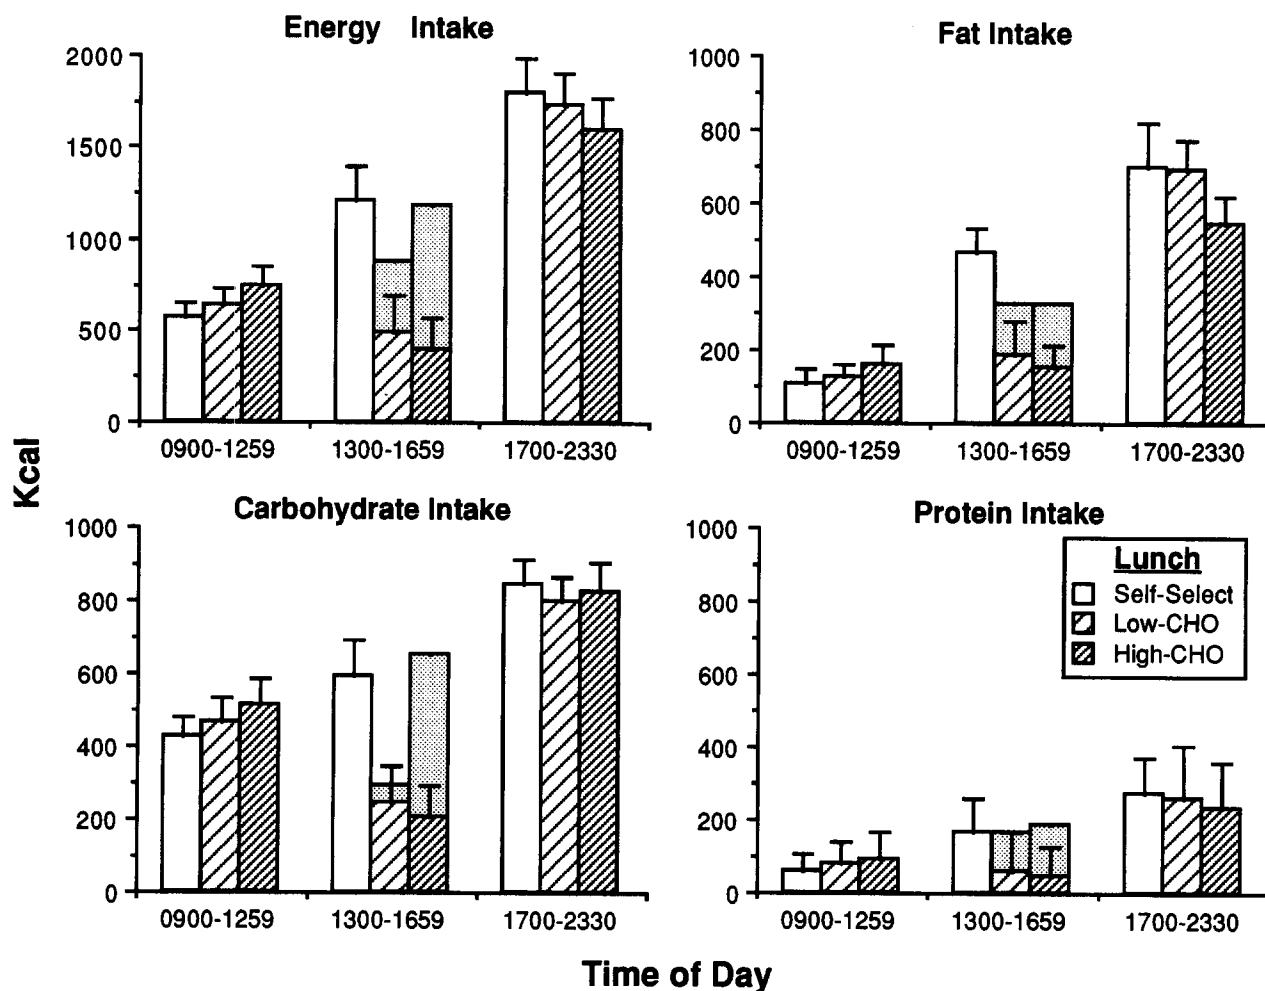 Energy Intake
2000
1500
1000
500
0
0900-1259 1300-1659 1700-2330
Fat Intake
1000
800
600
400
200
0
0900-1259 1300-1659 1700-2330
Kcal
Carbohydrate Intake
1000
800
600
400
200
0
0900-1259 1300-1659 1700-2330
Protein Intake
1000
800
600
400
200
0
Lunch
Self-Select
Low-CHO
High-CHO
0900-1259 1300-1659 1700-2330
Time of Day